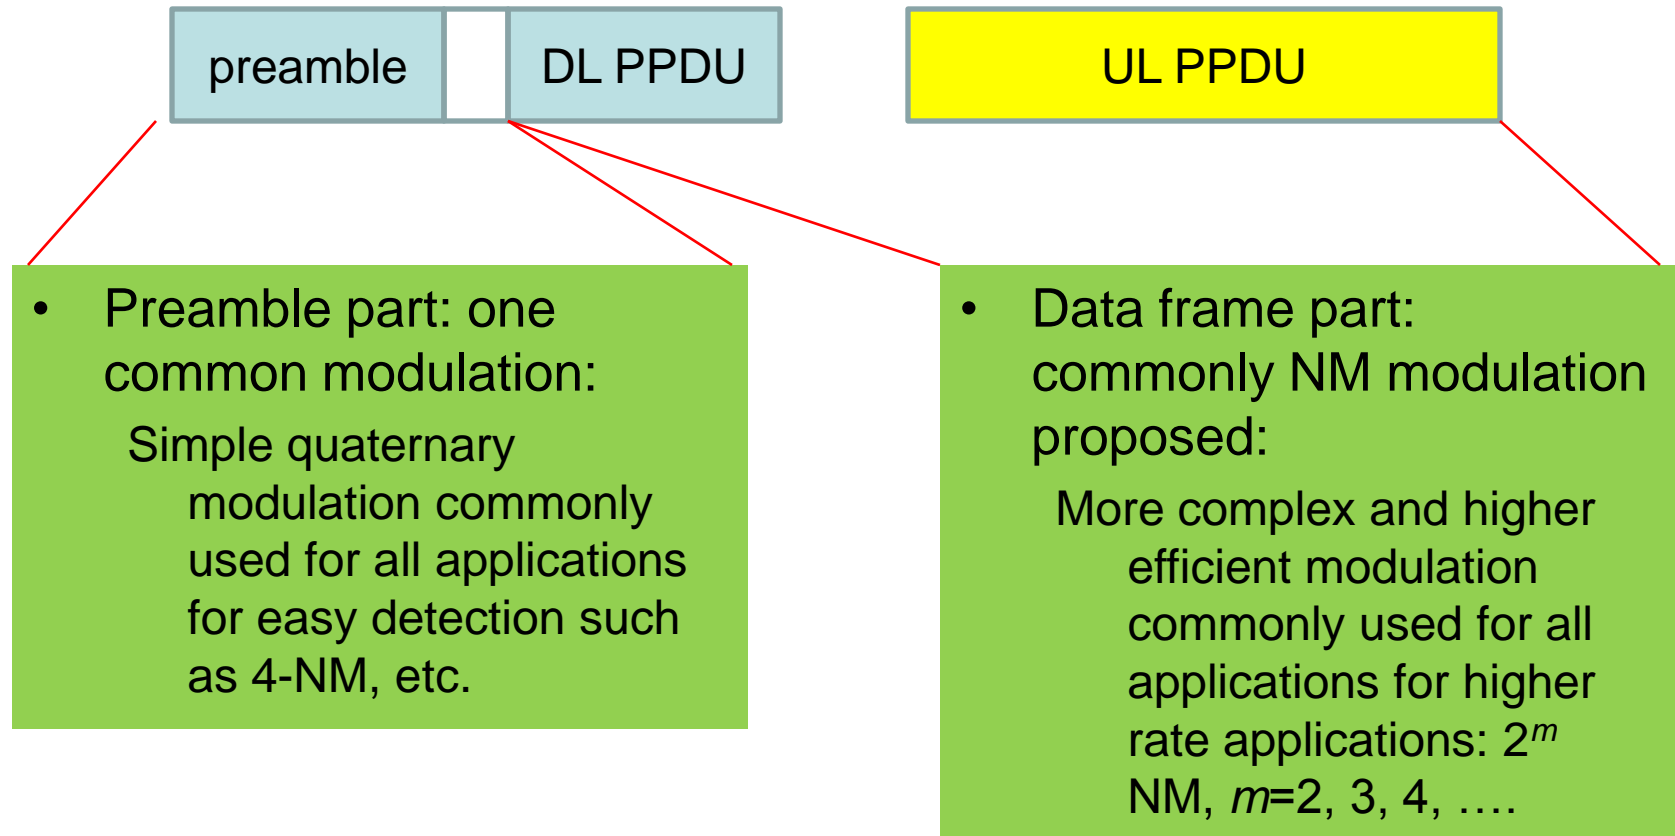 preamble
DL PPDU
UL PPDU
• Preamble part: one
common modulation:
Simple quaternary
modulation commonly
used for all applications
for easy detection such
as 4-NM, etc.
• Data frame part:
commonly NM modulation
proposed:
More complex and higher
efficient modulation
commonly used for all
applications for higher
rate applications: 2^m
NM, m=2, 3, 4, ….